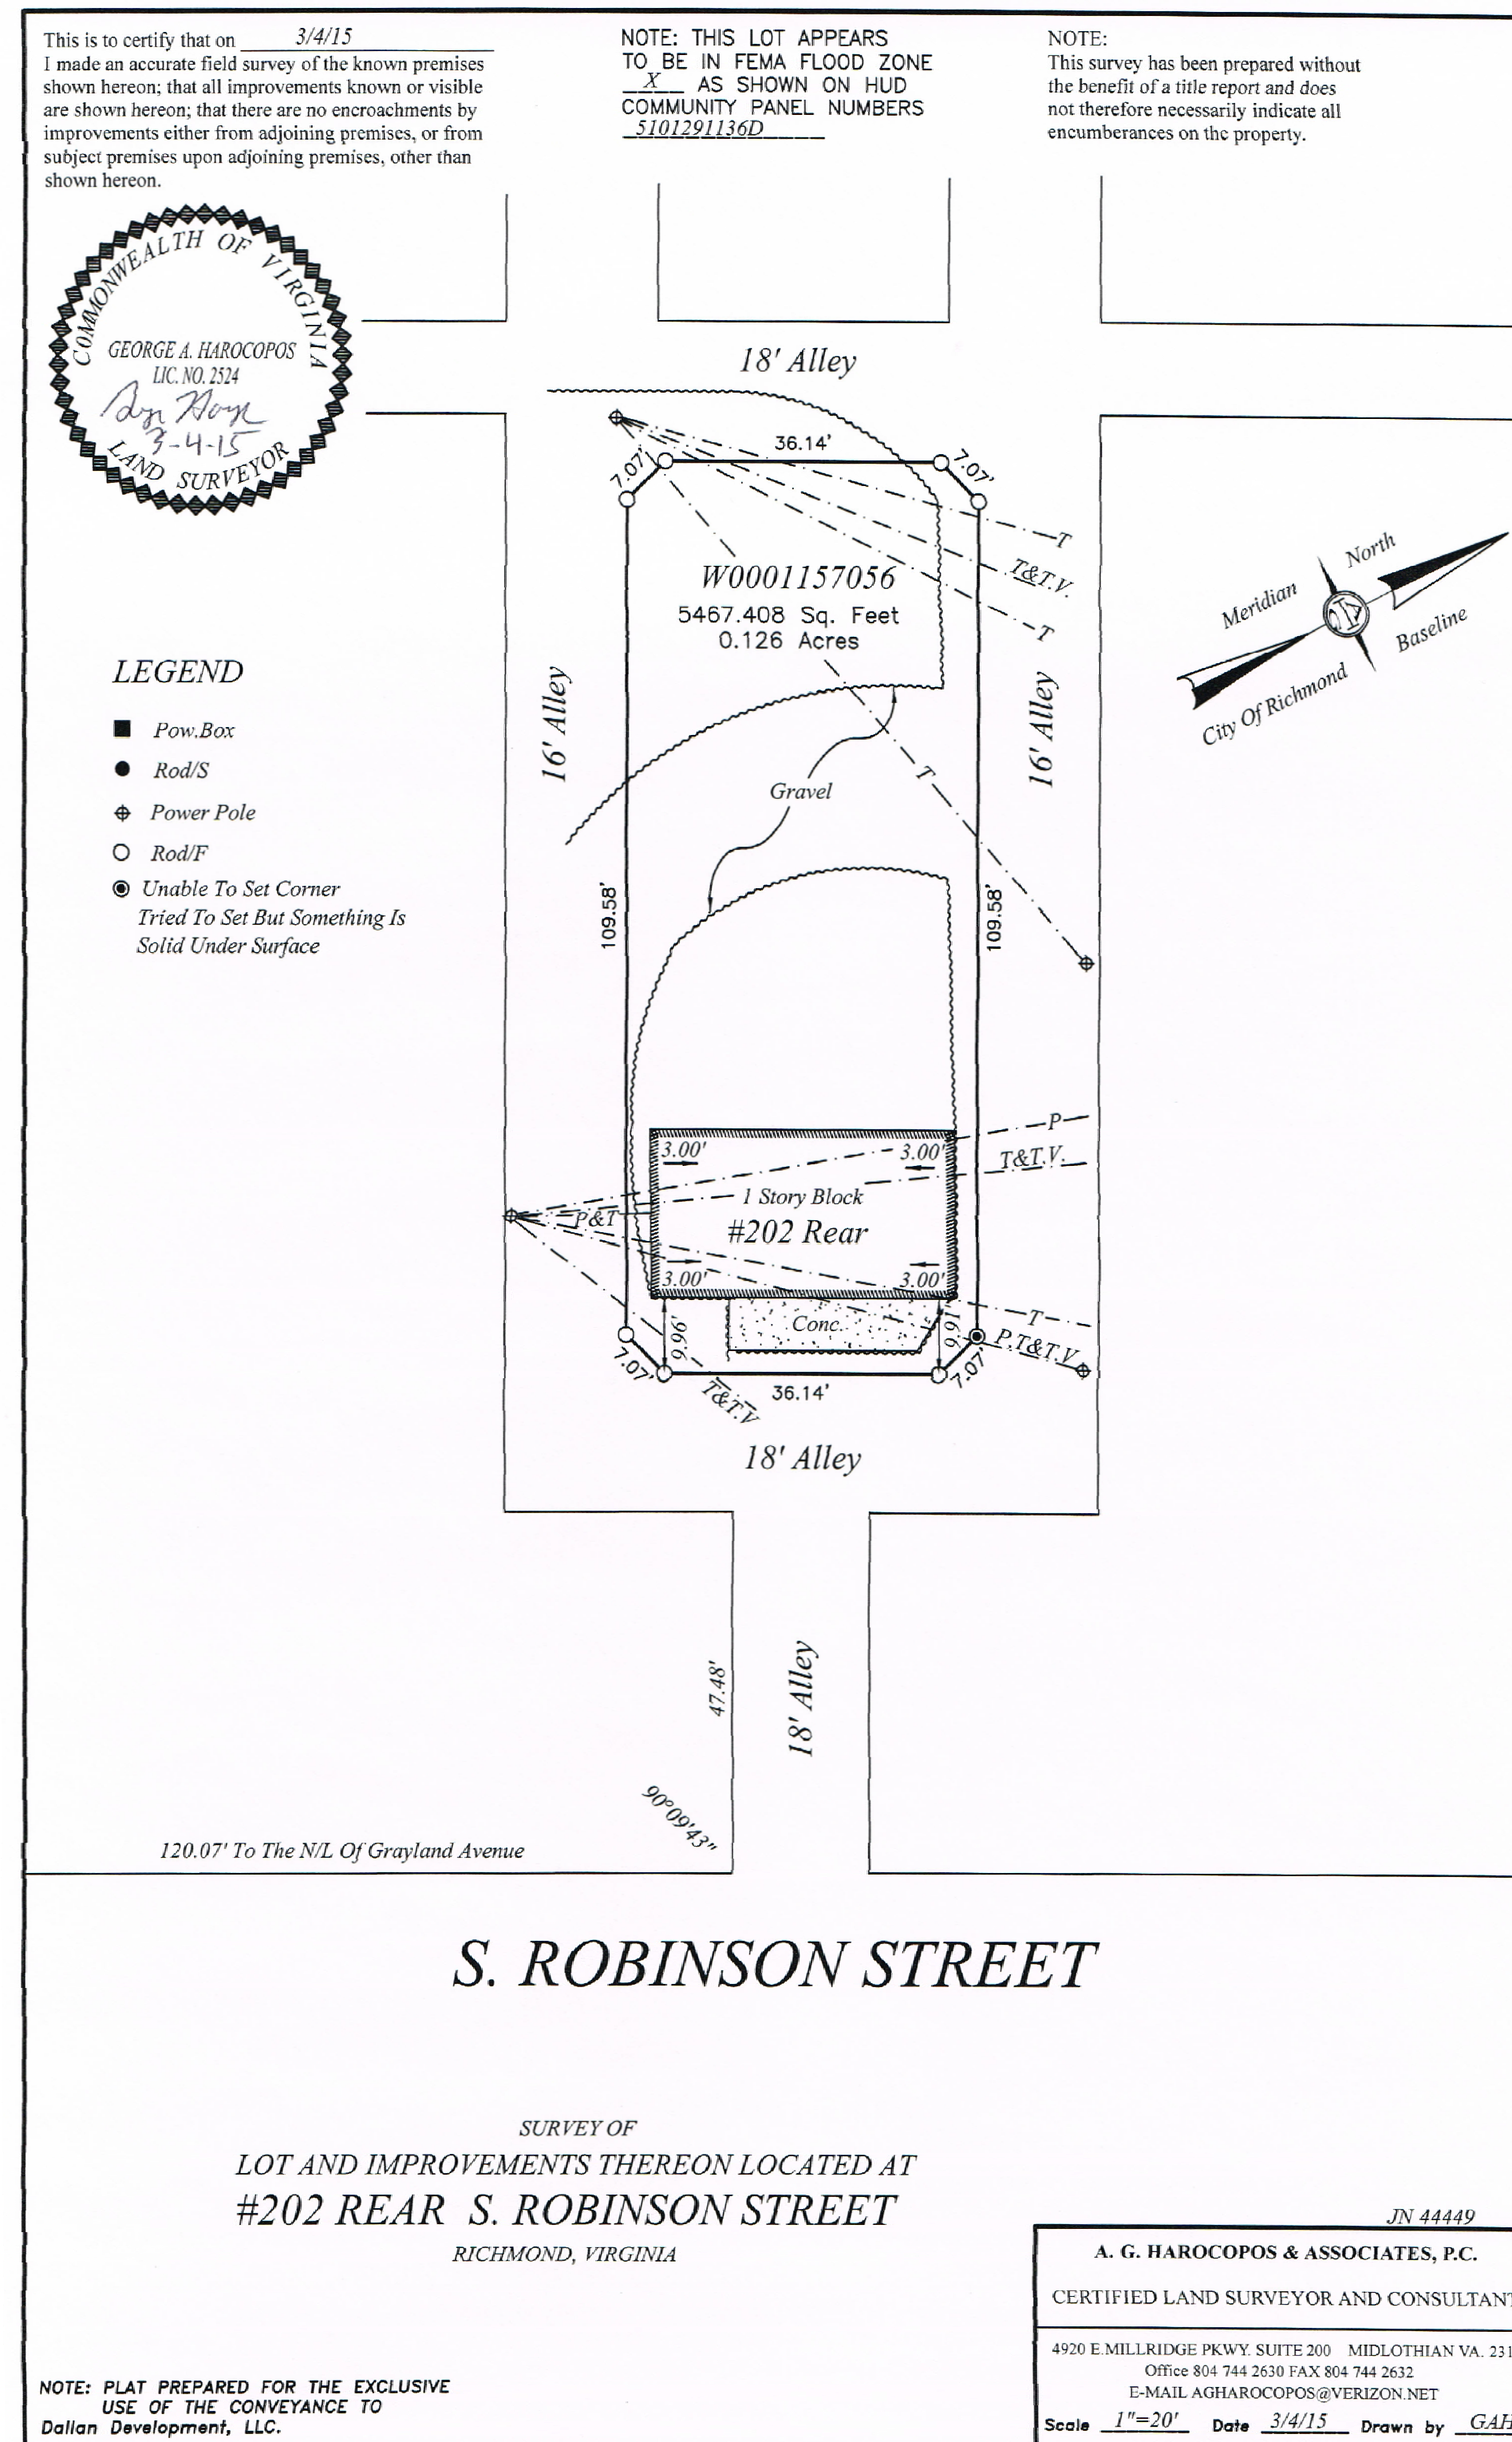 This is to certify that on 3/4/15
I made an accurate field survey of the known premises
shown hereon; that all improvements known or visible
are shown hereon; that there are no encroachments by
improvements either from adjoining premises, or from
subject premises upon adjoining premises, other than
shown hereon.
NOTE: THIS LOT APPEARS
TO BE IN FEMA FLOOD ZONE
X AS SHOWN ON HUD
COMMUNITY PANEL NUMBERS
5101291136D
NOTE:
This survey has been prepared without
the benefit of a title report and does
not therefore necessarily indicate all
encumberances on the property.
COMMONWEALTH OF VIRGINIA
GEORGE A. HAROCOPOS
LIC. NO. 2524
3-4-15
LAND SURVEYOR
18' Alley
36.14'
7.07'
7.07'
T
T&T.V.
T
W0001157056
5467.408 Sq. Feet
0.126 Acres
North
Meridian
Baseline
City Of Richmond
LEGEND
Pow.Box
Rod/S
Power Pole
Rod/F
Unable To Set Corner
Tried To Set But Something Is
Solid Under Surface
16' Alley
16' Alley
T
Gravel
109.58'
109.58'
P
T&T.V.
3.00'
3.00'
1 Story Block
P&T
#202 Rear
3.00'
3.00'
T
Conc.
9.96'
9.91'
P,T&T.V.
7.07'
7.07'
T&T.V
36.14'
18' Alley
47.48'
18' Alley
90°09'43"
120.07' To The N/L Of Grayland Avenue
S. ROBINSON STREET
SURVEY OF
LOT AND IMPROVEMENTS THEREON LOCATED AT
#202 REAR S. ROBINSON STREET
RICHMOND, VIRGINIA
JN 44449
A. G. HAROCOPOS & ASSOCIATES, P.C.
CERTIFIED LAND SURVEYOR AND CONSULTANT
4920 E.MILLRIDGE PKWY. SUITE 200 MIDLOTHIAN VA. 231
Office 804 744 2630 FAX 804 744 2632
E-MAIL AGHAROCOPOS@VERIZON.NET
Scale 1"=20' Date 3/4/15 Drawn by GAH
NOTE: PLAT PREPARED FOR THE EXCLUSIVE
USE OF THE CONVEYANCE TO
Dalian Development, LLC.